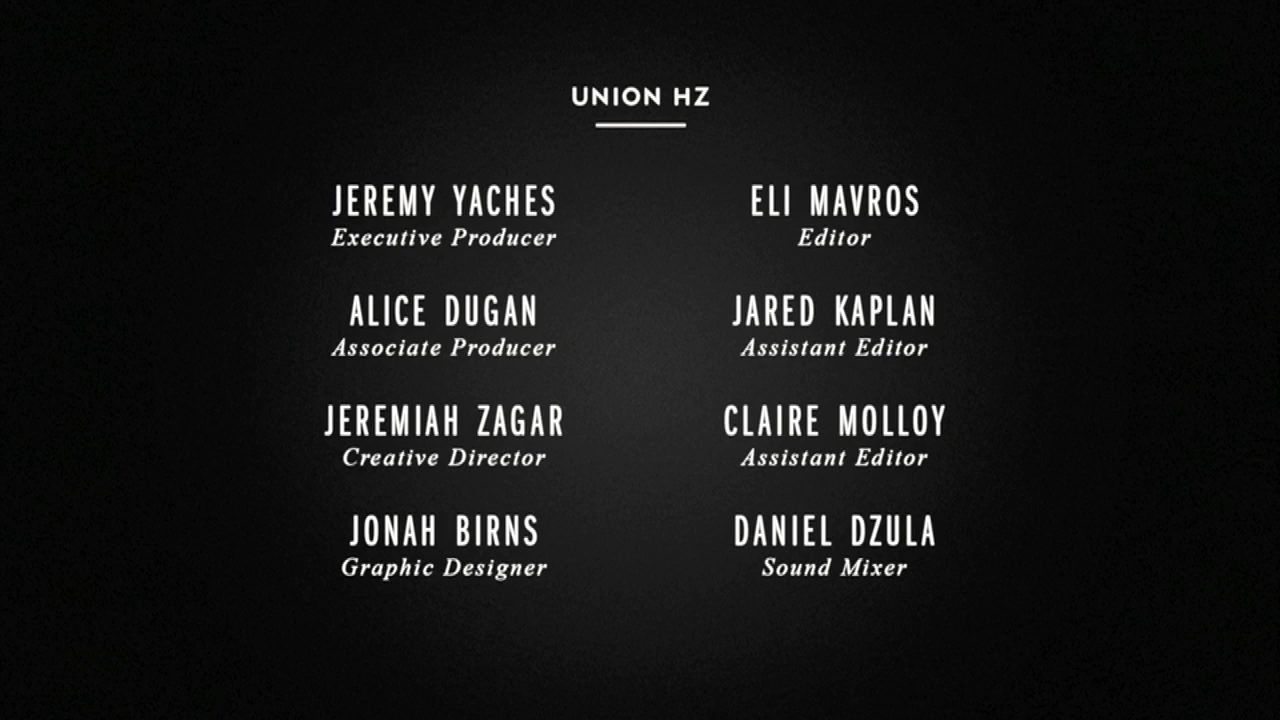 UNION HZ
JEREMY YACHES
Executive Producer
ALICE DUGAN
Associate Producer
JEREMIAH ZAGAR
Creative Director
JONAH BIRNS
Graphic Designer
ELI MAVROS
Editor
JARED KAPLAN
Assistant Editor
CLAIRE MOLLOY
Assistant Editor
DANIEL DZULA
Sound Mixer